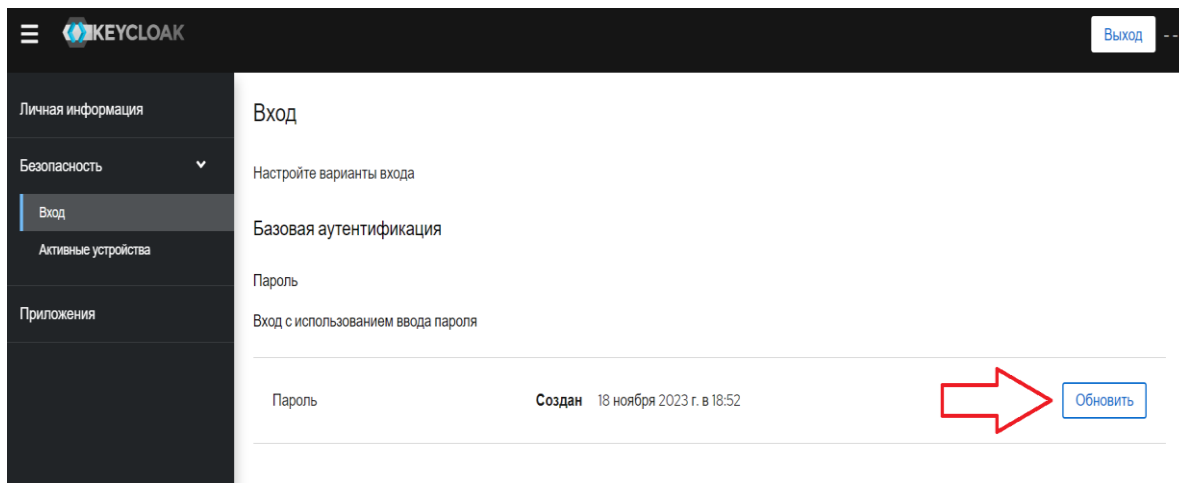 KEYCLOAK
Выход --
Личная информация
Безопасность
Вход
Активные устройства
Приложения
Вход
Настройте варианты входа
Базовая аутентификация
Пароль
Вход с использованием ввода пароля
Пароль Создан 18 ноября 2023 г. в 18:52 Обновить